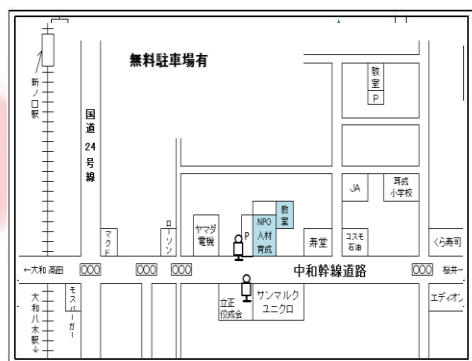 無料駐車場有
新ノ口駅
国道24号線
教室
P
JA
耳成
小学校
マクド
ローソン
ヤマダ
電機
P
NPO
人材
育成
教室
寿堂
コスモ
石油
くら寿司
←大和高田
中和幹線道路
桜井→
大和八木駅↓
モスバーガー
立正
佼成会
サンマルク
ユニクロ
エディオン